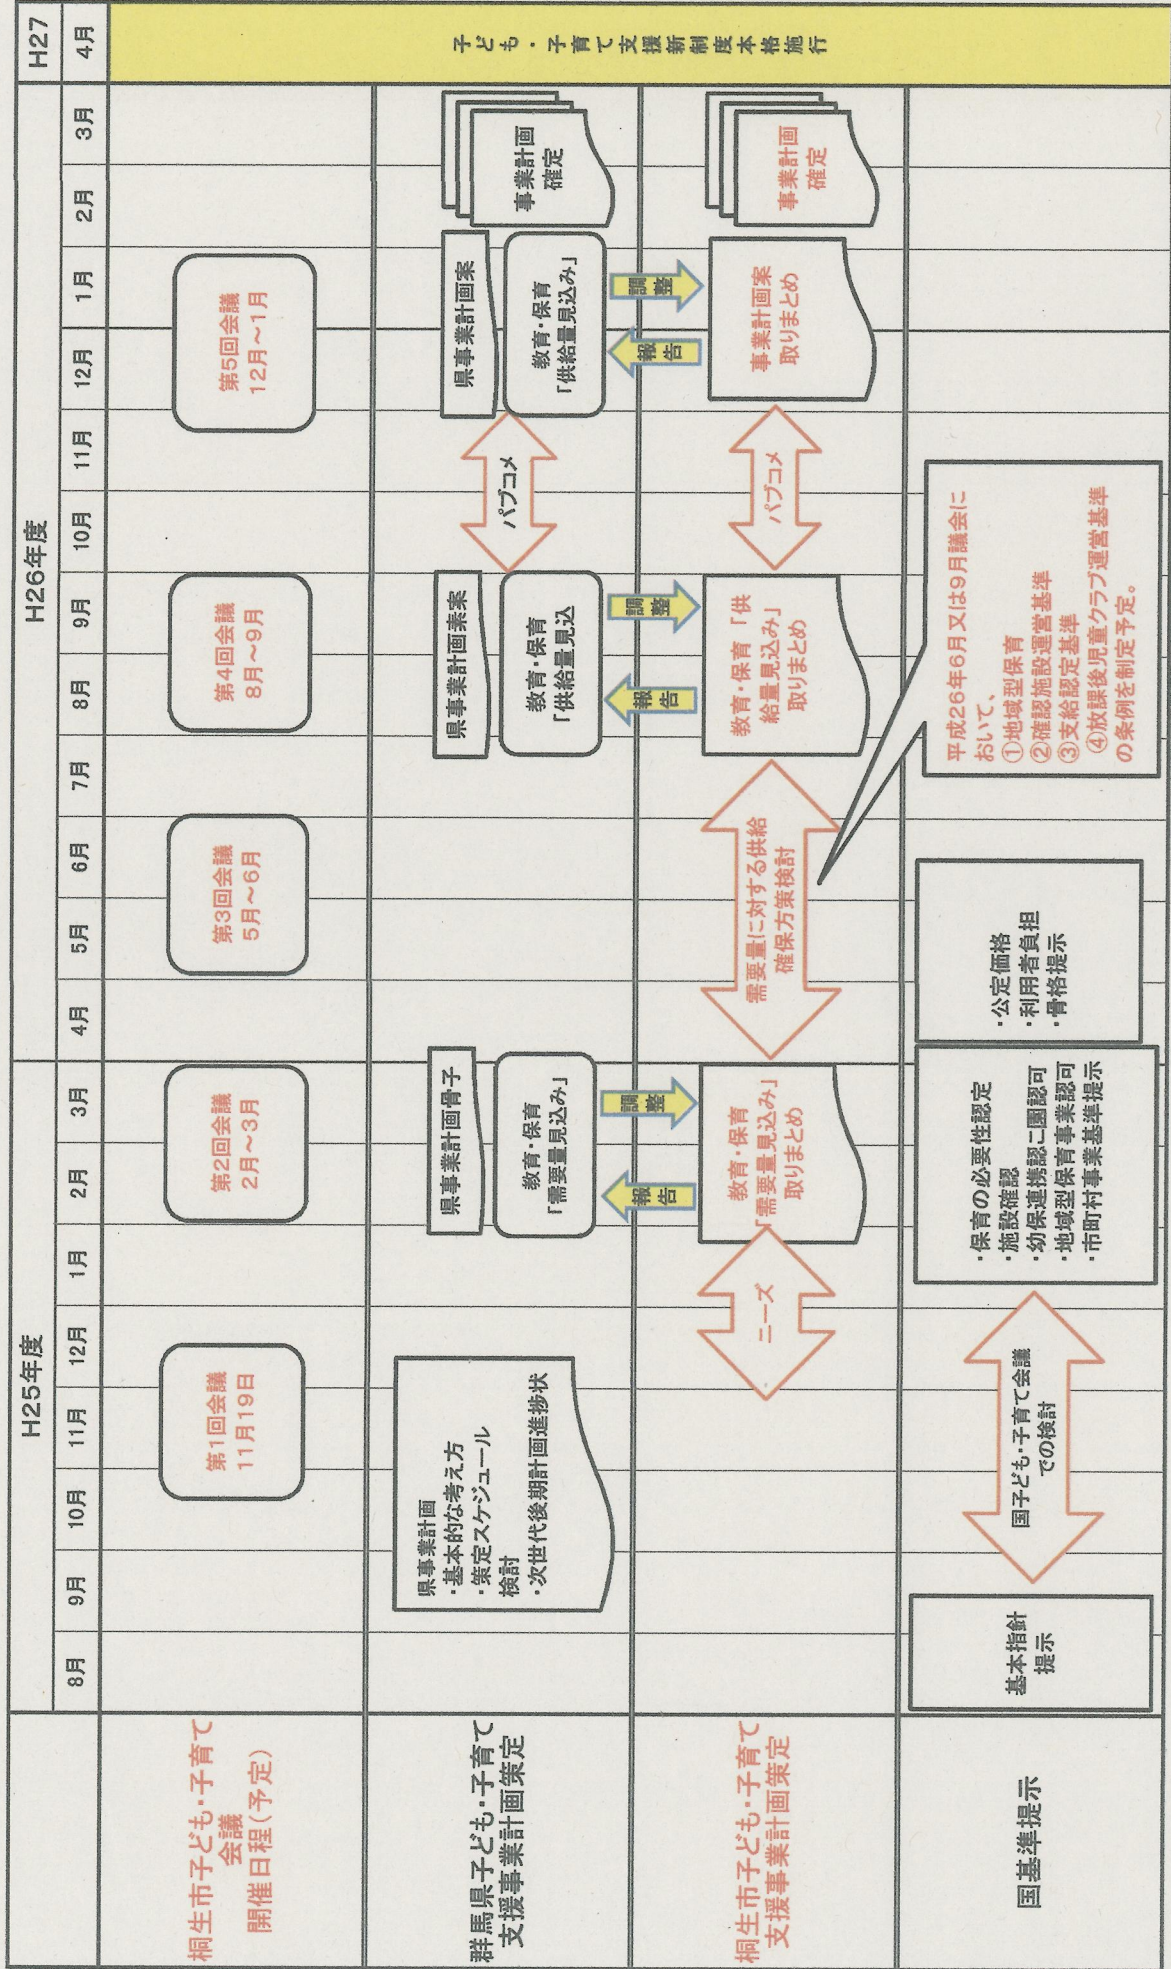 H25年度
H26年度
H27
8月
9月
10月
11月
12月
1月
2月
3月
4月
5月
6月
7月
8月
9月
10月
11月
12月
1月
2月
3月
4月
桐生市子ども・子育て
会議
開催日程(予定)
第1回会議
11月19日
第2回会議
2月～3月
第3回会議
5月～6月
第4回会議
8月～9月
第5回会議
12月～1月
子ども・子育て支援新制度本格施行
群馬県子ども・子育て
支援事業計画策定
県事業計画
・基本的な考え方
・策定スケジュール
検討
・次世代後期計画進捗状
県事業計画骨子
教育・保育
「需要量見込み」
県事業計画素案
教育・保育
「供給量見込
パブコメ
県事業計画案
教育・保育
「供給量見込み」
事業計画
確定
報告
調整
報告
調整
報告
調整
桐生市子ども・子育て
支援事業計画策定
ニーズ
教育・保育
「需要量見込み」
取りまとめ
需要量に対する供給
確保方策検討
教育・保育「供
給量見込み」
取りまとめ
パブコメ
事業計画案
取りまとめ
事業計画
確定
国基準提示
基本指針
提示
国子ども・子育て会議
での検討
・保育の必要性認定
・施設確認
・幼保連携認こ園認可
・地域型保育事業認可
・市町村事業基準提示
・公定価格
・利用者負担
・骨格提示
平成26年6月又は9月議会に
おいて、
①地域型保育
②確認施設運営基準
③支給認定基準
④放課後児童クラブ運営基準
の条例を制定予定。